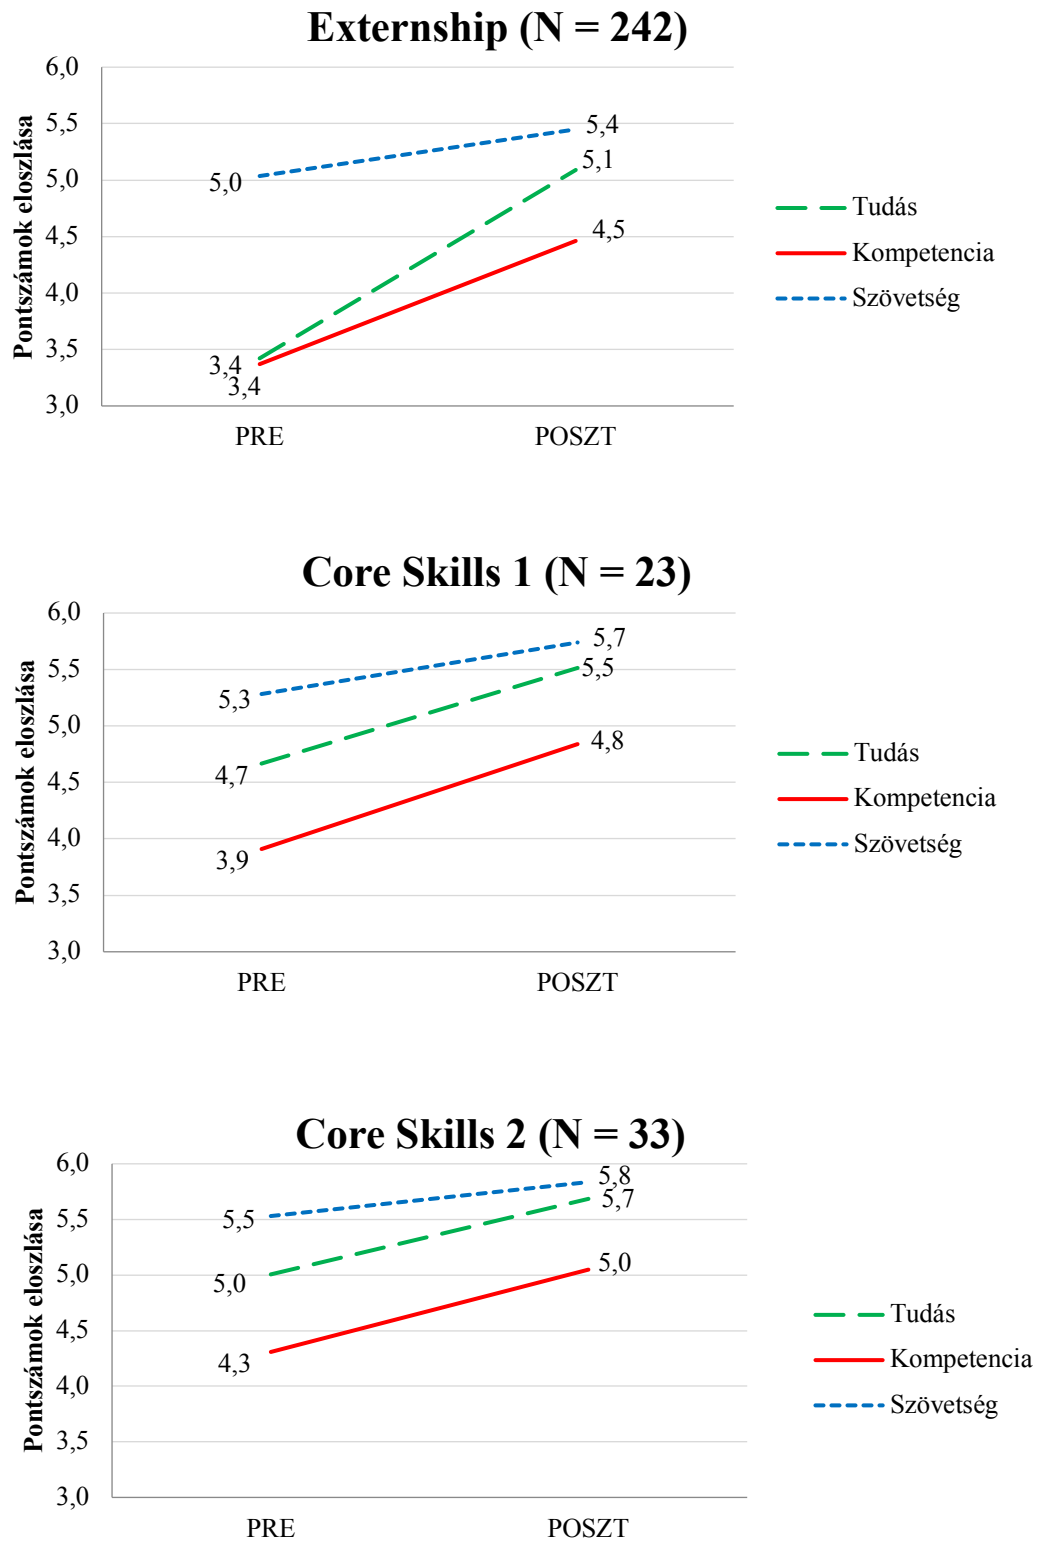 Externship (N = 242)
Pontszámok eloszlása
6,0
5,5
5,0
4,5
4,0
3,5
3,0
5,0
5,4
5,1
4,5
3,4
3,4
PRE
POSZT
Tudás
Kompetencia
Szövetség
Core Skills 1 (N = 23)
Pontszámok eloszlása
6,0
5,5
5,0
4,5
4,0
3,5
3,0
5,3
5,7
5,5
4,7
4,8
3,9
PRE
POSZT
Tudás
Kompetencia
Szövetség
Core Skills 2 (N = 33)
Pontszámok eloszlása
6,0
5,5
5,0
4,5
4,0
3,5
3,0
5,5
5,8
5,7
5,0
5,0
4,3
PRE
POSZT
Tudás
Kompetencia
Szövetség